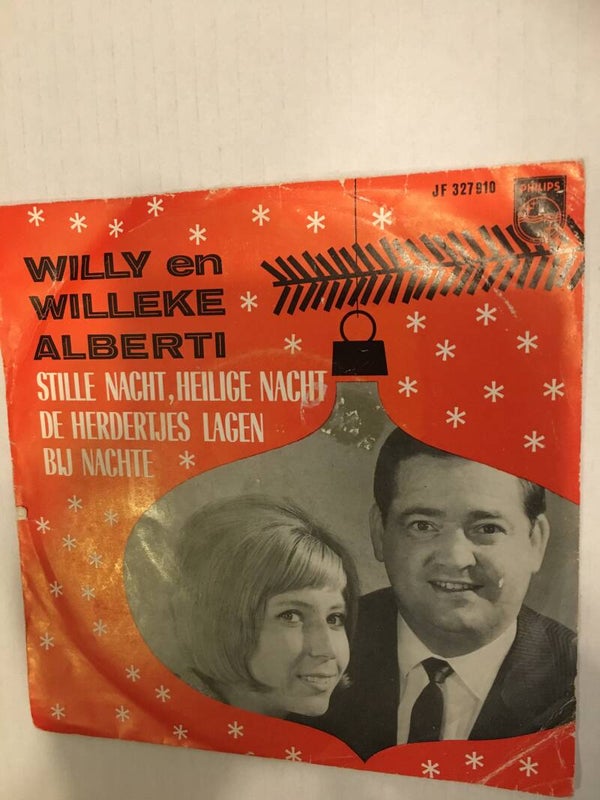 JF 327 910
PHILIPS
WILLY en
WILLEKE
ALBERTI
STILLE NACHT, HEILIGE NACHT
DE HERDERTJES LAGEN
BIJ NACHTE